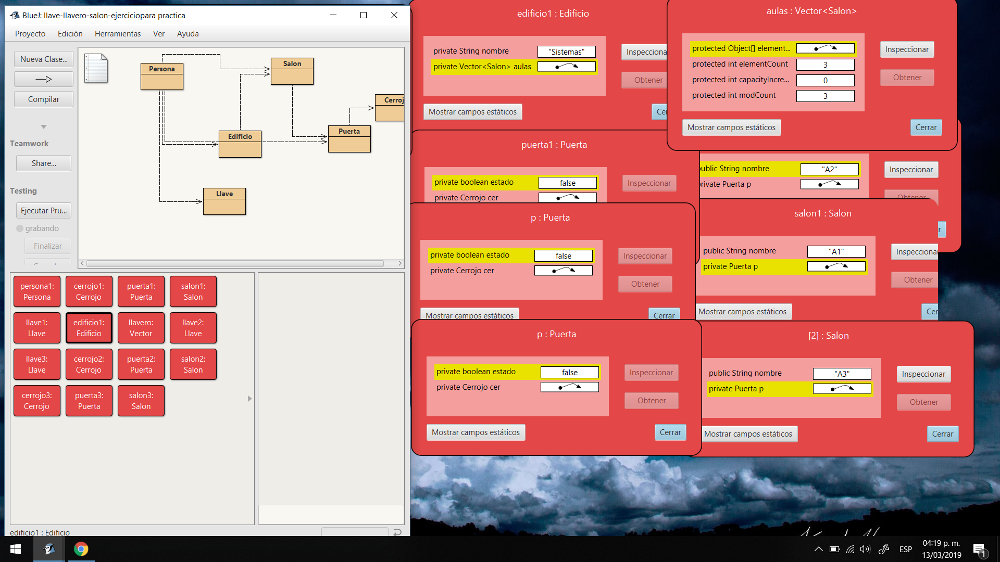 BlueJ: llave-llavero-salon-ejerciciopara practica
Proyecto Edición Herramientas Ver Ayuda
Nueva Clase...
Compilar
Teamwork
Share...
Testing
Ejecutar Pru...
grabando
Finalizar
Persona
Salon
Cerroj
Edificio
Puerta
Llave
persona1:
Persona
cerrojo1:
Cerrojo
puerta1:
Puerta
salon1:
Salon
llave1:
Llave
edificio1:
Edificio
llavero:
Vector
llave2:
Llave
llave3:
Llave
cerrojo2:
Cerrojo
puerta2:
Puerta
salon2:
Salon
cerrojo3:
Cerrojo
puerta3:
Puerta
salon3:
Salon
edificio1 : Edificio
edificio1 : Edificio
private String nombre "Sistemas"
private Vector<Salon> aulas
Inspecciona
Obtener
Mostrar campos estáticos
Ce
aulas : Vector<Salon>
protected Object[] element...
protected int elementCount 3
protected int capacityIncre... 0
protected int modCount 3
Inspeccionar
Obtener
Mostrar campos estáticos
Cerrar
puerta1 : Puerta
private boolean estado false
private Cerrojo cer
Inspeccionar
ublic String nombre "A2"
rivate Puerta p
Inspeccionar
Obtener
r
p : Puerta
private boolean estado false
private Cerrojo cer
Inspeccionar
Obtener
Mostrar campos estáticos
Cerrar
salon1 : Salon
public String nombre "A1"
private Puerta p
Inspecciona
Obtener
Mostrar campos estáticos
Cer
p : Puerta
private boolean estado false
private Cerrojo cer
Inspeccionar
Obtener
Mostrar campos estáticos
Cerrar
[2] : Salon
public String nombre "A3"
private Puerta p
Inspeccionar
Obtener
Mostrar campos estáticos
Cerrar
ESP
04:19 p. m.
13/03/2019
1